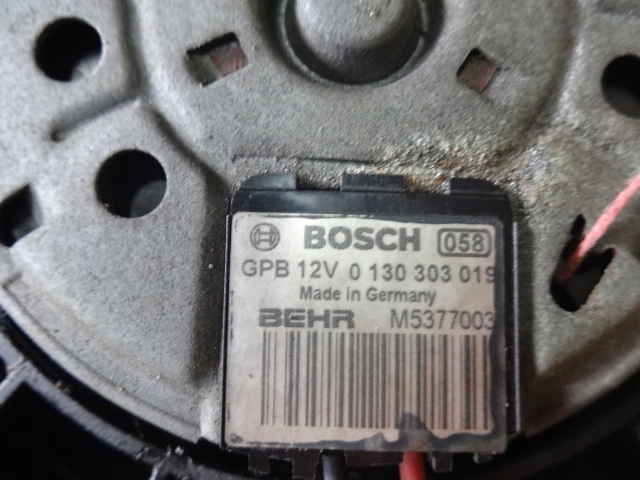 BOSCH 058
GPB 12V 0 130 303 019
Made in Germany
BEHR M5377003